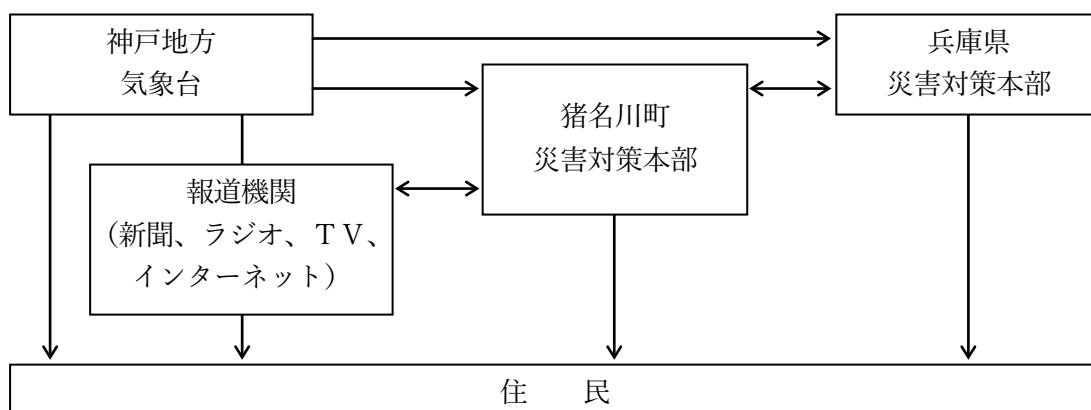 神戸地方
気象台
兵庫県
災害対策本部
猪名川町
災害対策本部
報道機関
（新聞、ラジオ、ＴＶ、
インターネット）
住　　民